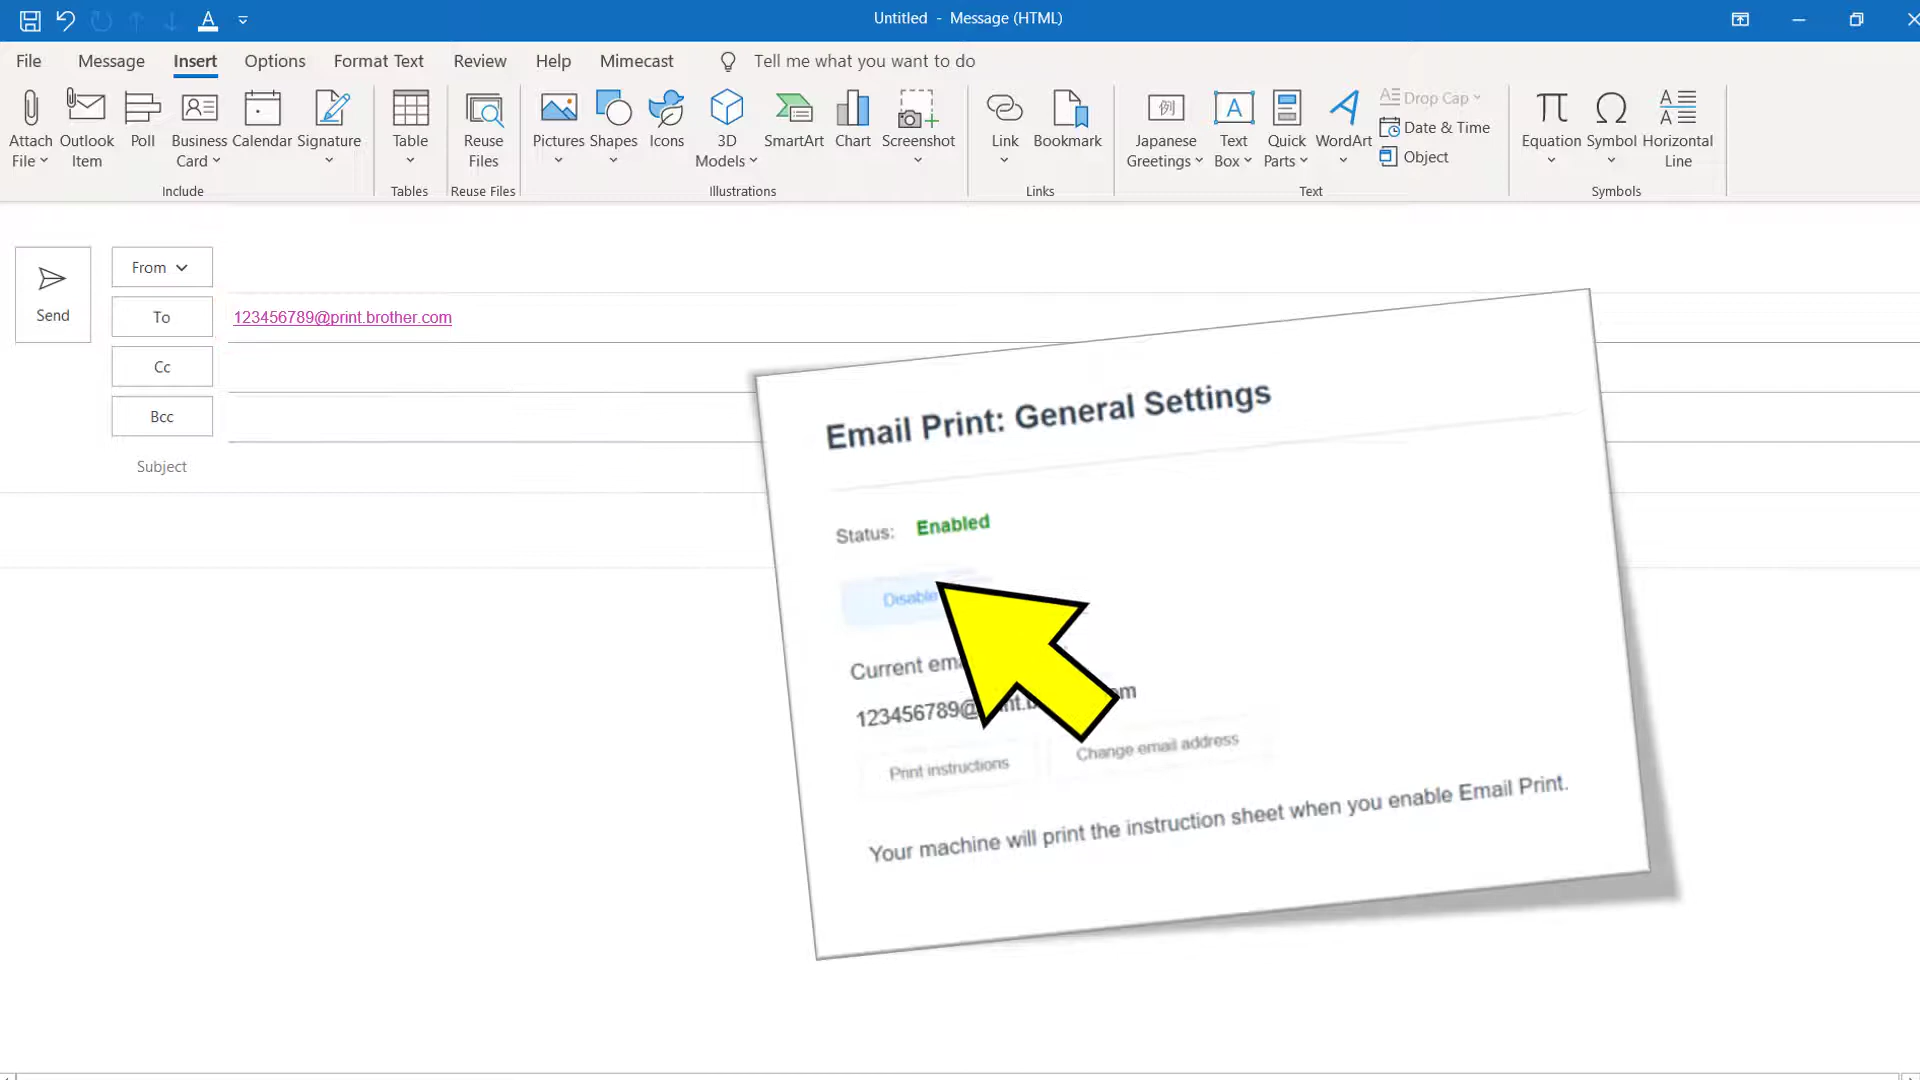 Untitled - Message (HTML)
File Message Insert Options Format Text Review Help Mimecast Tell me what you want to do
Attach File Outlook Item Poll Business Card Calendar Signature Table Reuse Files Pictures Shapes Icons 3D Models SmartArt Chart Screenshot Link Bookmark Japanese Greetings Text Box Quick Parts WordArt Drop Cap Date & Time Object Equation Symbol Horizontal Line
例
Include Tables Reuse Files Illustrations Links Text Symbols
Send
From
To 123456789@print.brother.com
Cc
Bcc
Subject
Email Print: General Settings
Status: Enabled
Disable
Current
123456789@
Print instructions Change email address
Your machine will print the instruction sheet when you enable Email Print.